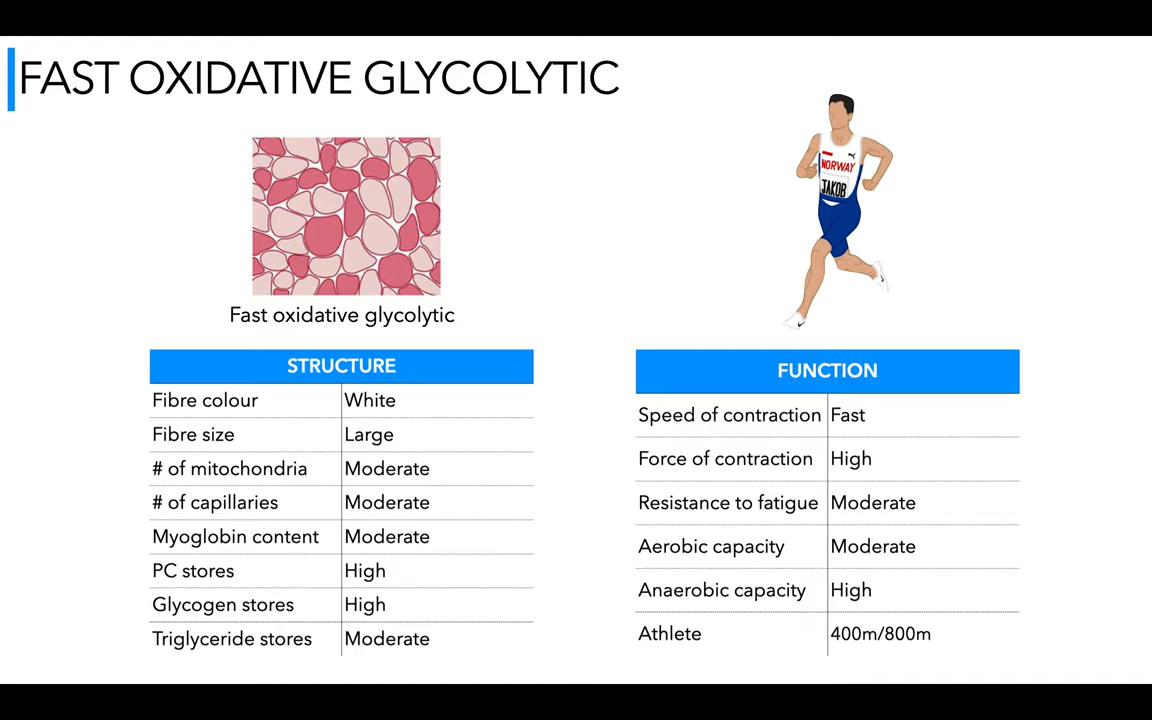 FAST OXIDATIVE GLYCOLYTIC
NORWAY
JAKOB
Fast oxidative glycolytic
STRUCTURE
Fibre colour White
Fibre size Large
# of mitochondria Moderate
# of capillaries Moderate
Myoglobin content Moderate
PC stores High
Glycogen stores High
Triglyceride stores Moderate
FUNCTION
Speed of contraction Fast
Force of contraction High
Resistance to fatigue Moderate
Aerobic capacity Moderate
Anaerobic capacity High
Athlete 400m/800m